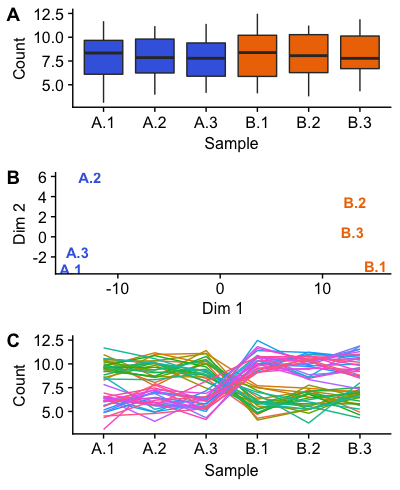 A
12.5
10.0
7.5
5.0
Count
A.1 A.2 A.3 B.1 B.2 B.3
Sample
B
6
4
2
0
-2
Dim 2
A.2
B.2
B.3
A.3
A.1
B.1
-10 0 10
Dim 1
C
12.5
10.0
7.5
5.0
Count
A.1 A.2 A.3 B.1 B.2 B.3
Sample